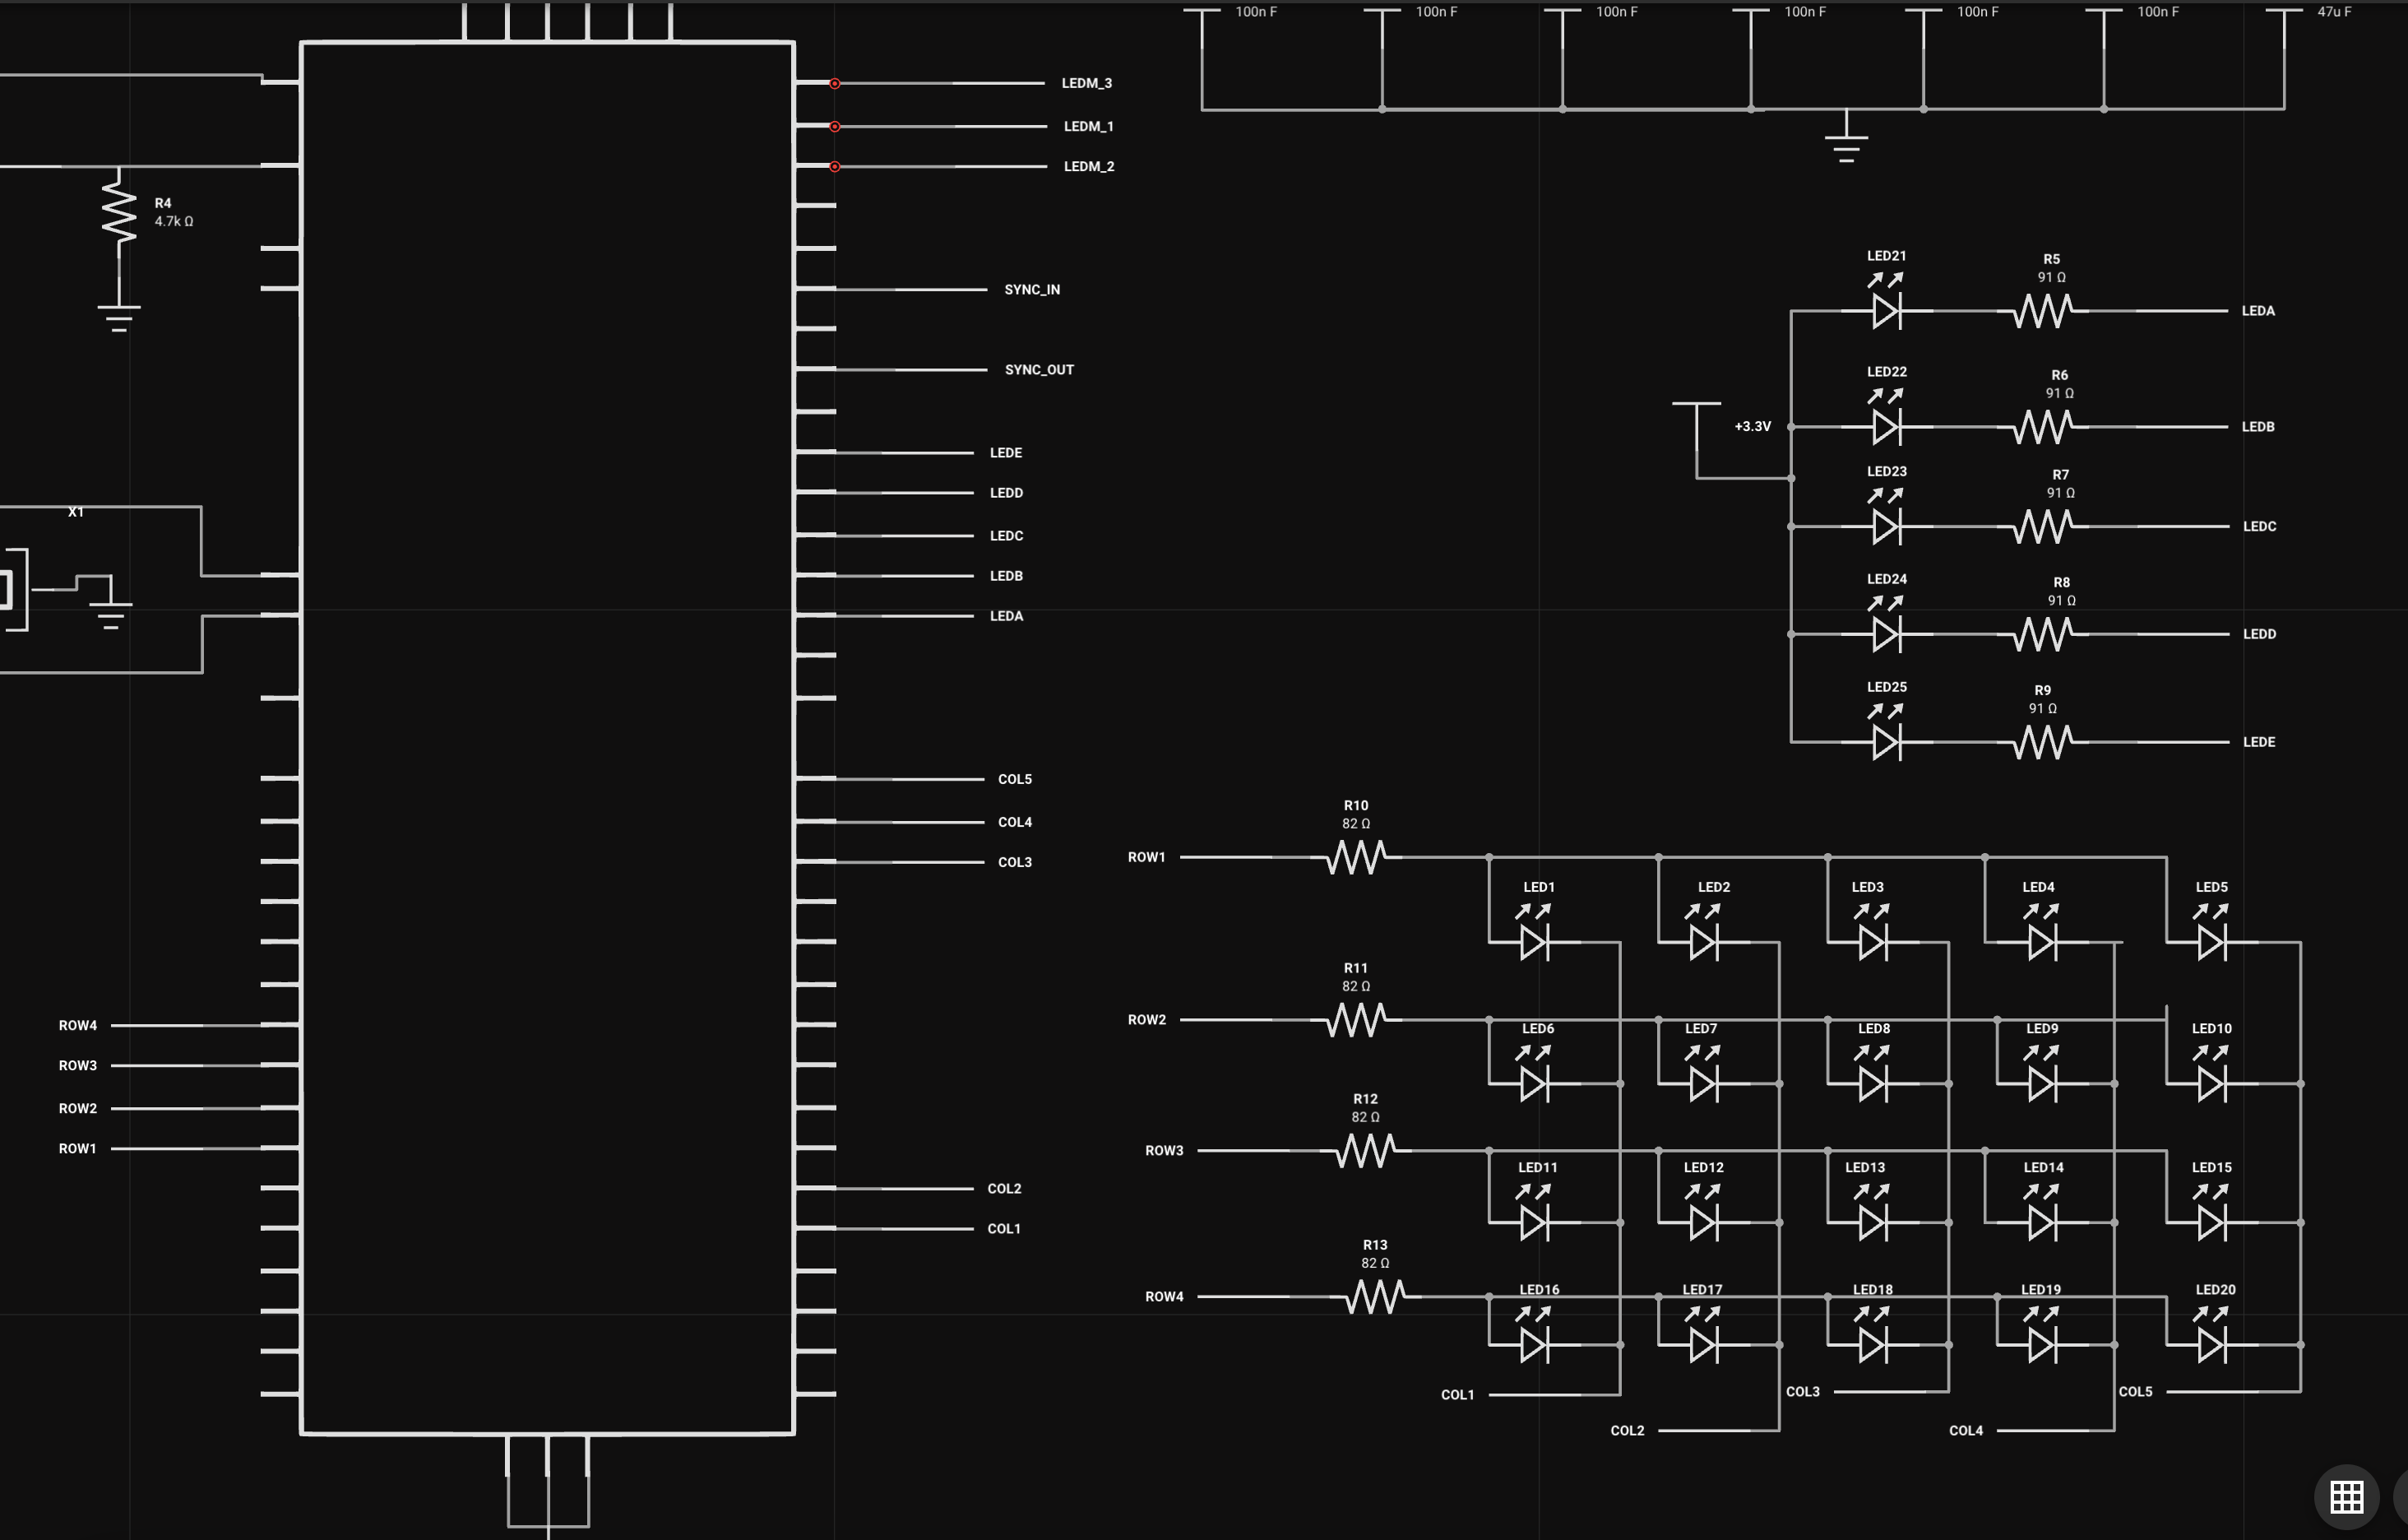 100n F
100n F
100n F
100n F
100n F
100n F
47u F
LEDM_3
LEDM_1
LEDM_2
R4
4.7k Ω
SYNC_IN
SYNC_OUT
LEDE
LEDD
LEDC
LEDB
LEDA
X1
COL5
COL4
COL3
ROW4
ROW3
ROW2
ROW1
COL2
COL1
LED21
R5
91 Ω
LEDA
LED22
R6
91 Ω
+3.3V
LEDB
LED23
R7
91 Ω
LEDC
LED24
R8
91 Ω
LEDD
LED25
R9
91 Ω
LEDE
R10
82 Ω
ROW1
LED1
LED2
LED3
LED4
LED5
R11
82 Ω
ROW2
LED6
LED7
LED8
LED9
LED10
R12
82 Ω
ROW3
LED11
LED12
LED13
LED14
LED15
R13
82 Ω
ROW4
LED16
LED17
LED18
LED19
LED20
COL1
COL3
COL5
COL2
COL4